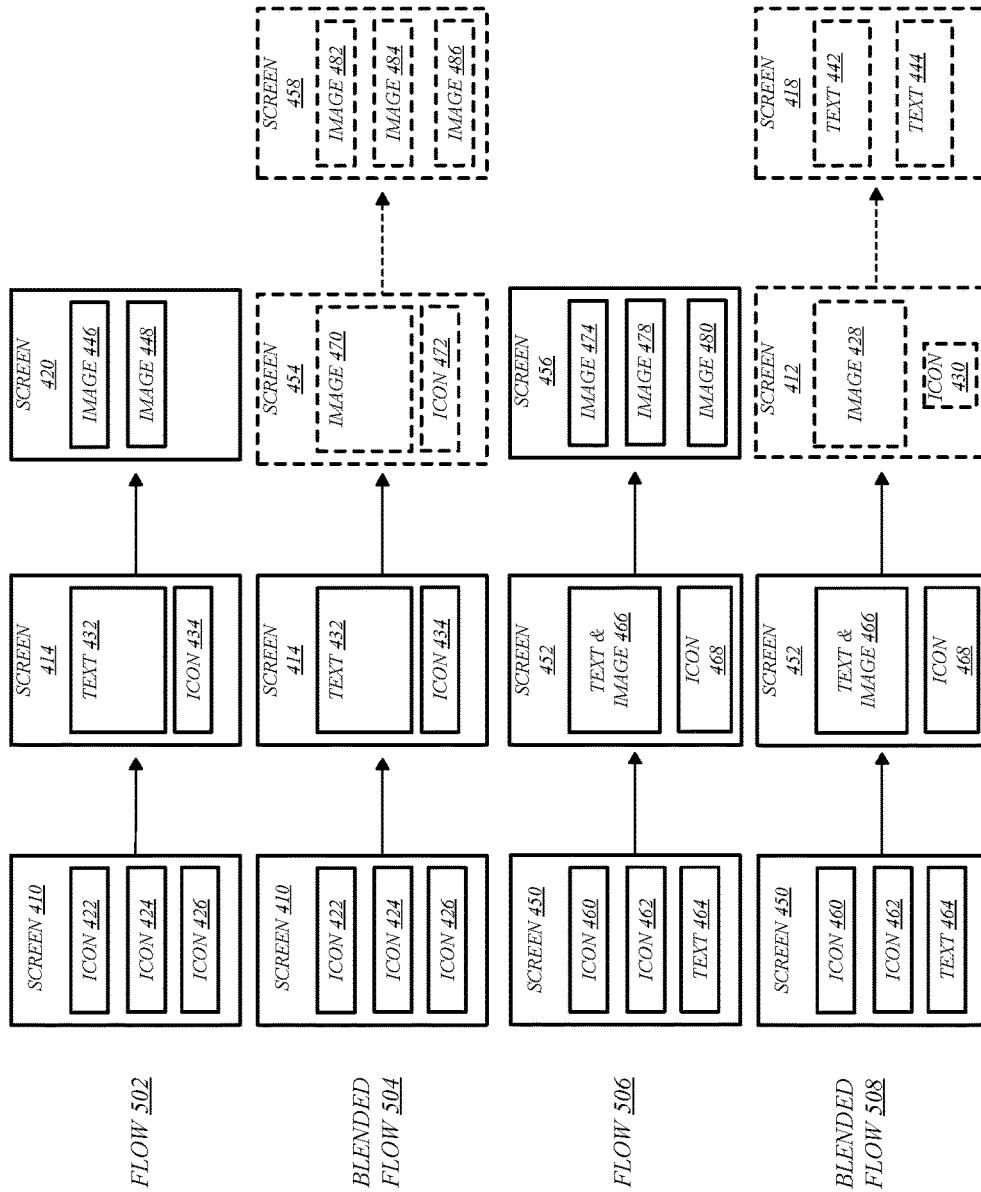 FLOW 502
SCREEN 410
ICON 422
ICON 424
ICON 426
SCREEN
414
TEXT 432
ICON 434
SCREEN
420
IMAGE 446
IMAGE 448
BLENDED
FLOW 504
SCREEN 410
ICON 422
ICON 424
ICON 426
SCREEN
414
TEXT 432
ICON 434
SCREEN
454
IMAGE 470
ICON 472
SCREEN
458
IMAGE 482
IMAGE 484
IMAGE 486
FLOW 506
SCREEN 450
ICON 460
ICON 462
TEXT 464
SCREEN
452
TEXT &
IMAGE 466
ICON
468
SCREEN
456
IMAGE 474
IMAGE 478
IMAGE 480
BLENDED
FLOW 508
SCREEN 450
ICON 460
ICON 462
TEXT 464
SCREEN
452
TEXT &
IMAGE 466
ICON
468
SCREEN
412
IMAGE 428
ICON
430
SCREEN
418
TEXT 442
TEXT 444